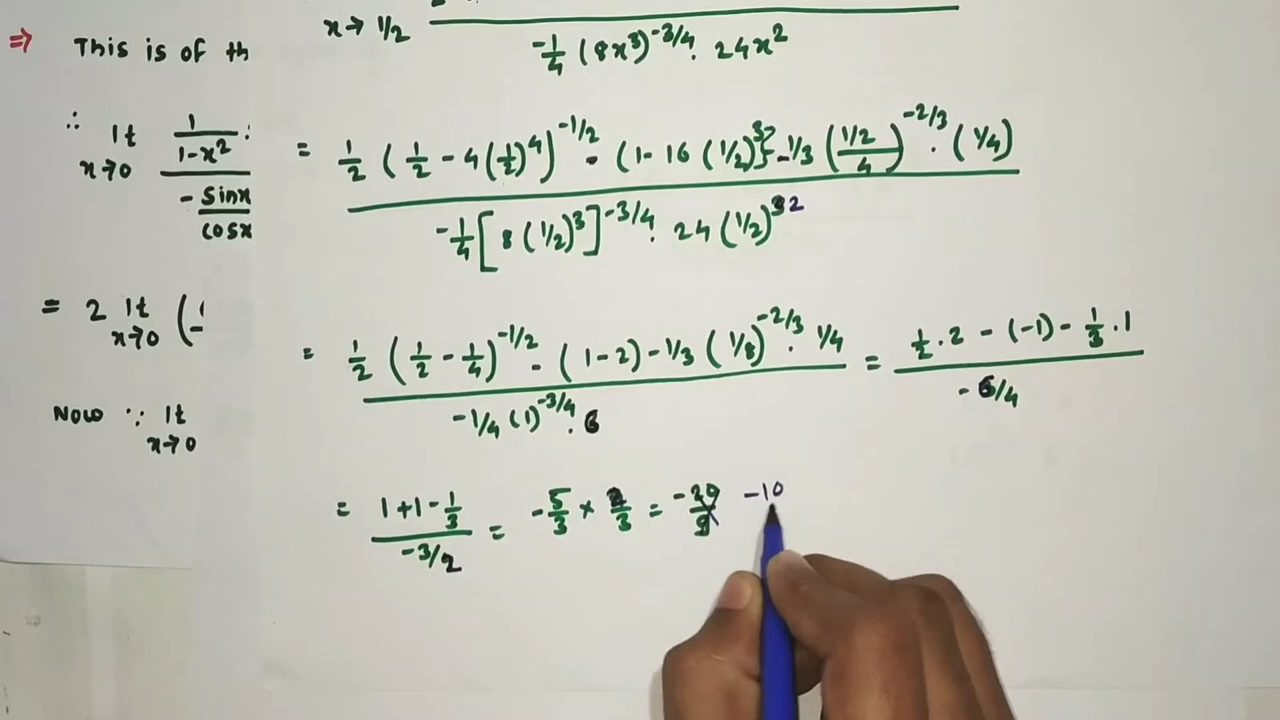 ⇒ This is of th
x→1/2
-1/4 (8x³)^-3/4 . 24x²
∴ lt x→0 1/(1-x²)
-sinx/cosx
= 1/2 (1/2 - 4(1/2)⁴)^-1/2 - (1-16(1/2)³} -1/3 ((1/2)/4)^-2/3 . (1/4)
-1/4 [8(1/2)³]^-3/4 . 24(1/2)²
= 2 lt x→0 (
= 1/2 (1/2 - 1/4)^-1/2 - (1-2) - 1/3 (1/8)^-2/3 . 1/4 = 1/2 . 2 - (-1) - 1/3 . 1
-1/4 (1)^-3/4 . 6
-6/4
Now ∵ lt x→0
= 1+1-1/3 = -5/3 × 2/3 = -20/9 -10
-3/2